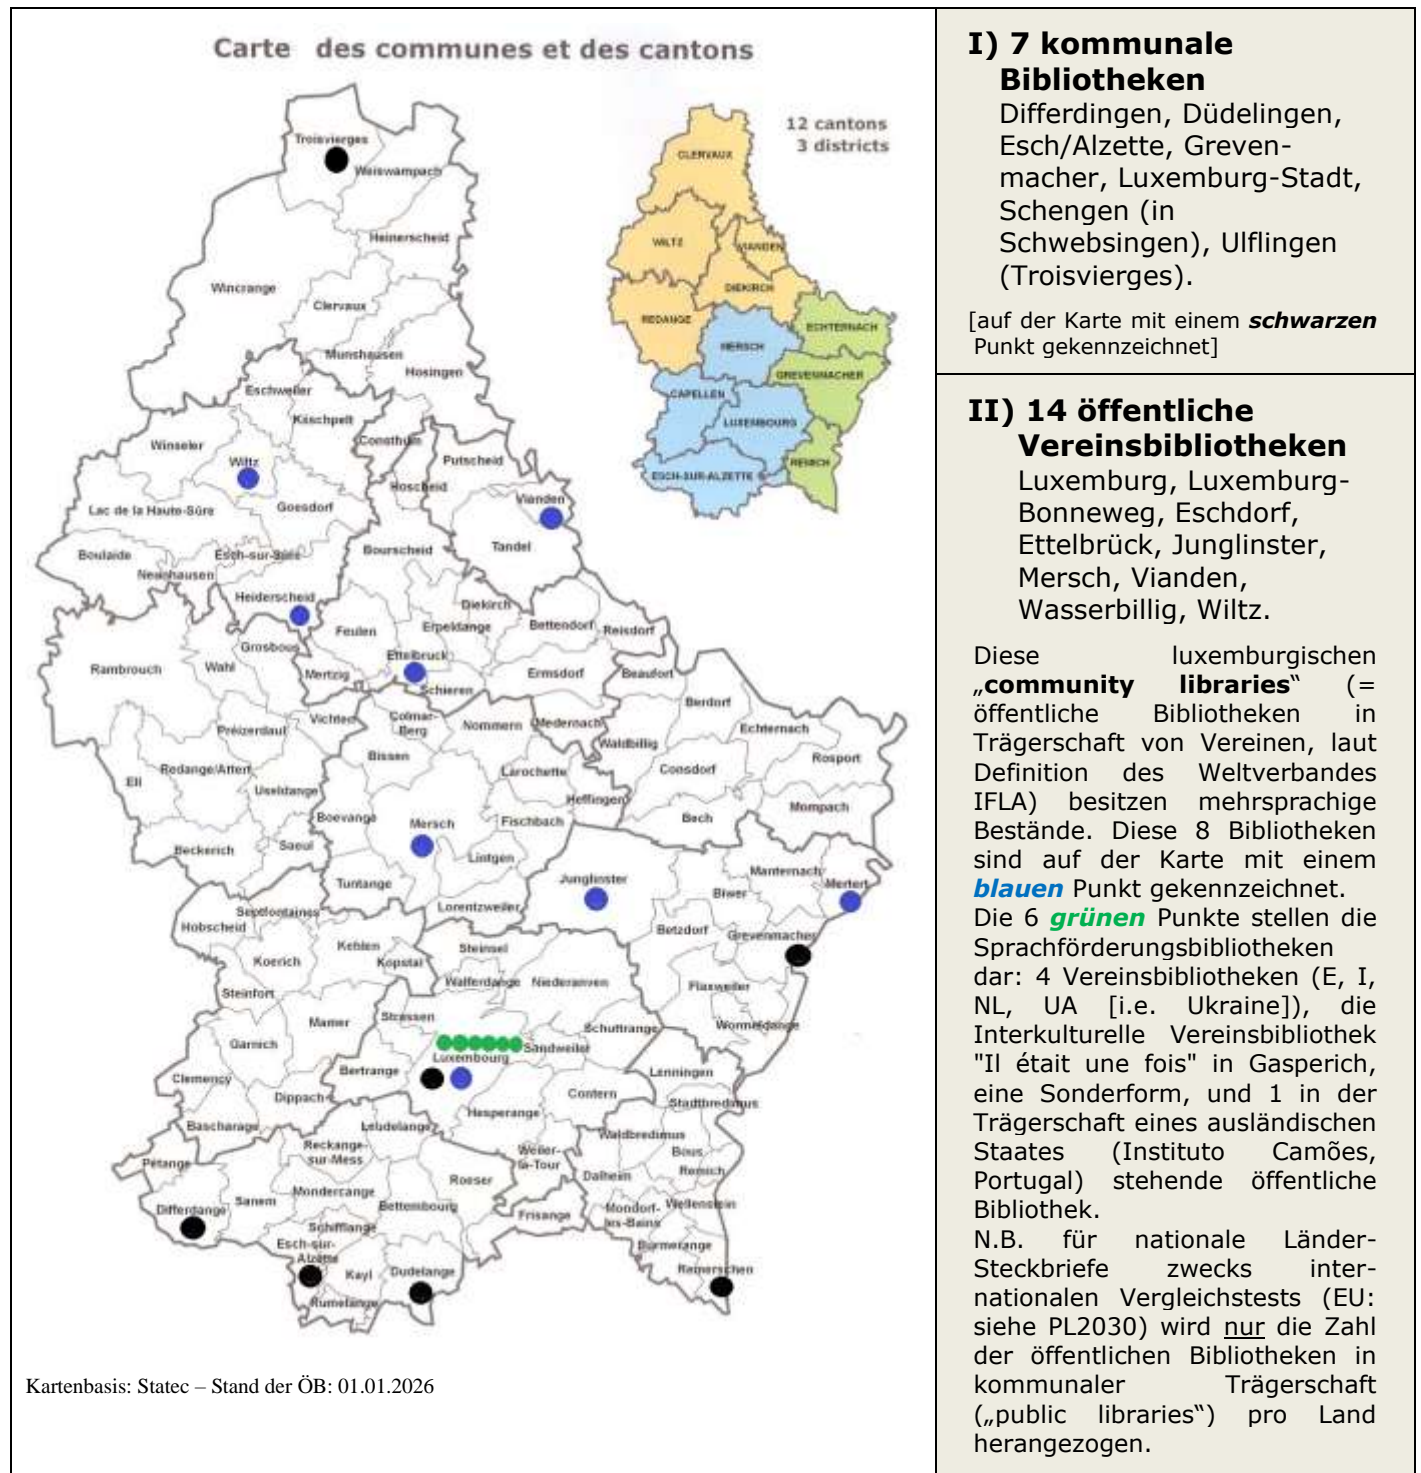 Carte des communes et des cantons
12 cantons
3 districts
Troisvierges
Weiswampach
Heinerscheid
Wincrange
Clervaux
Munshausen
Hosingen
Eschweiler
Kiischpelt
Consthum
Winseler
Wiltz
Putscheid
Hoscheid
Vianden
Goesdorf
Lac de la Haute-Sûre
Tandel
Bourscheid
Boulaide
Esch-sur-Sûre
Neunhausen
Heiderscheid
Diekirch
Erpeldange
Bettendorf
Reisdorf
Feulen
Grosbous
Ettelbruck
Rambrouch
Wahl
Mertzig
Ermsdorf
Beaufort
Schieren
Berdorf
Vichten
Colmar-
Berg
Nommern
Medernach
Echternach
Préizerdaul
Waldbillig
Bissen
Rosport
Ell
Redange/Attert
Larochette
Consdorf
Useldange
Heffingen
Mompach
Boevange
Mersch
Fischbach
Bech
Beckerich
Saeul
Lintgen
Manternach
Junglinster
Biwer
Mertert
Tuntange
Lorentzweiler
Septfontaines
Hobscheid
Betzdorf
Grevenmacher
Kehlen
Steinsel
Koerich
Kopstal
Walferdange
Niederanven
Flaxweiler
Steinfort
Strassen
Mamer
Schuttrange
Wormeldange
Garnich
Sandweiler
Luxembourg
Bertrange
Lenningen
Clemency
Dippach
Contern
Stadtbredimus
Hesperange
Bascharage
Leudelange
Waldbredimus
Reckange-
sur-Mess
Weiler-
la-Tour
Bous
Pétange
Roeser
Dalheim
Remich
Mondercange
Sanem
Bettembourg
Differdange
Frisange
Mondorf-
les-Bains
Wellenstein
Schifflange
Esch-sur-
Alzette
Burmerange
Kayl
Dudelange
Remerschen
Rumelange
CLERVAUX
WILTZ
VIANDEN
DIEKIRCH
REDANGE
ECHTERNACH
MERSCH
GREVENMACHER
CAPELLEN
LUXEMBOURG
REMICH
ESCH-SUR-ALZETTE
Kartenbasis: Statec – Stand der ÖB: 01.01.2026
I) 7 kommunale
Bibliotheken
Differdingen, Düdelingen,
Esch/Alzette, Greven-
macher, Luxemburg-Stadt,
Schengen (in
Schwebsingen), Ulflingen
(Troisvierges).
[auf der Karte mit einem schwarzen
Punkt gekennzeichnet]
II) 14 öffentliche
Vereinsbibliotheken
Luxemburg, Luxemburg-
Bonneweg, Eschdorf,
Ettelbrück, Junglinster,
Mersch, Vianden,
Wasserbillig, Wiltz.
Diese luxemburgischen
„community libraries“ (=
öffentliche Bibliotheken in
Trägerschaft von Vereinen, laut
Definition des Weltverbandes
IFLA) besitzen mehrsprachige
Bestände. Diese 8 Bibliotheken
sind auf der Karte mit einem
blauen Punkt gekennzeichnet.
Die 6 grünen Punkte stellen die
Sprachförderungsbibliotheken
dar: 4 Vereinsbibliotheken (E, I,
NL, UA [i.e. Ukraine]), die
Interkulturelle Vereinsbibliothek
"Il était une fois" in Gasperich,
eine Sonderform, und 1 in der
Trägerschaft eines ausländischen
Staates (Instituto Camões,
Portugal) stehende öffentliche
Bibliothek.
N.B. für nationale Länder-
Steckbriefe zwecks inter-
nationalen Vergleichstests (EU:
siehe PL2030) wird nur die Zahl
der öffentlichen Bibliotheken in
kommunaler Trägerschaft
(„public libraries“) pro Land
herangezogen.